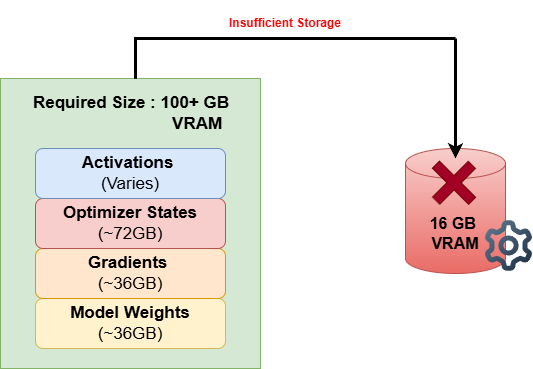 Insufficient Storage
Required Size : 100+ GB
VRAM
Activations
(Varies)
Optimizer States
(~72GB)
Gradients
(~36GB)
Model Weights
(~36GB)
16 GB
VRAM